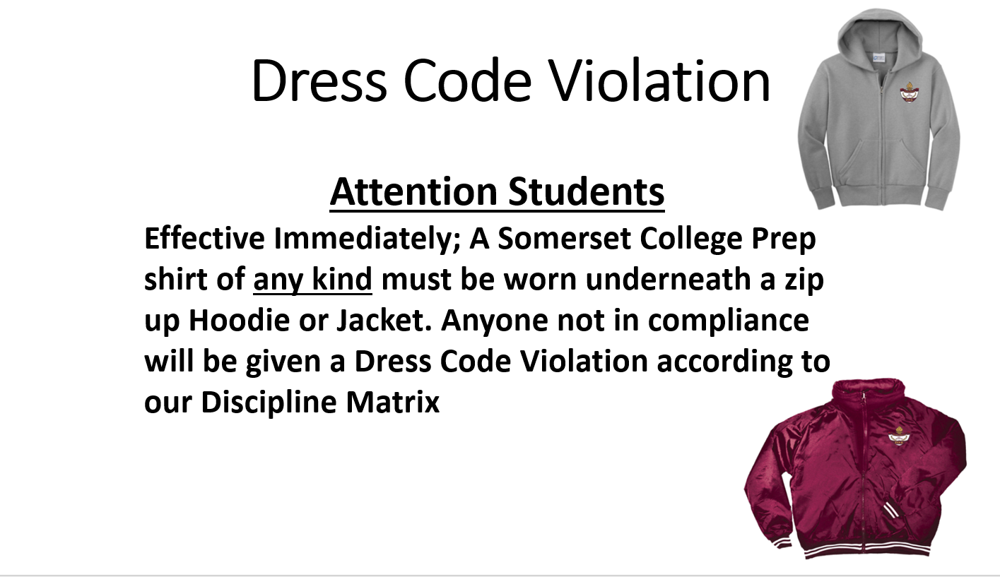 Dress Code Violation
Attention Students
Effective Immediately; A Somerset College Prep
shirt of any kind must be worn underneath a zip
up Hoodie or Jacket. Anyone not in compliance
will be given a Dress Code Violation according to
our Discipline Matrix